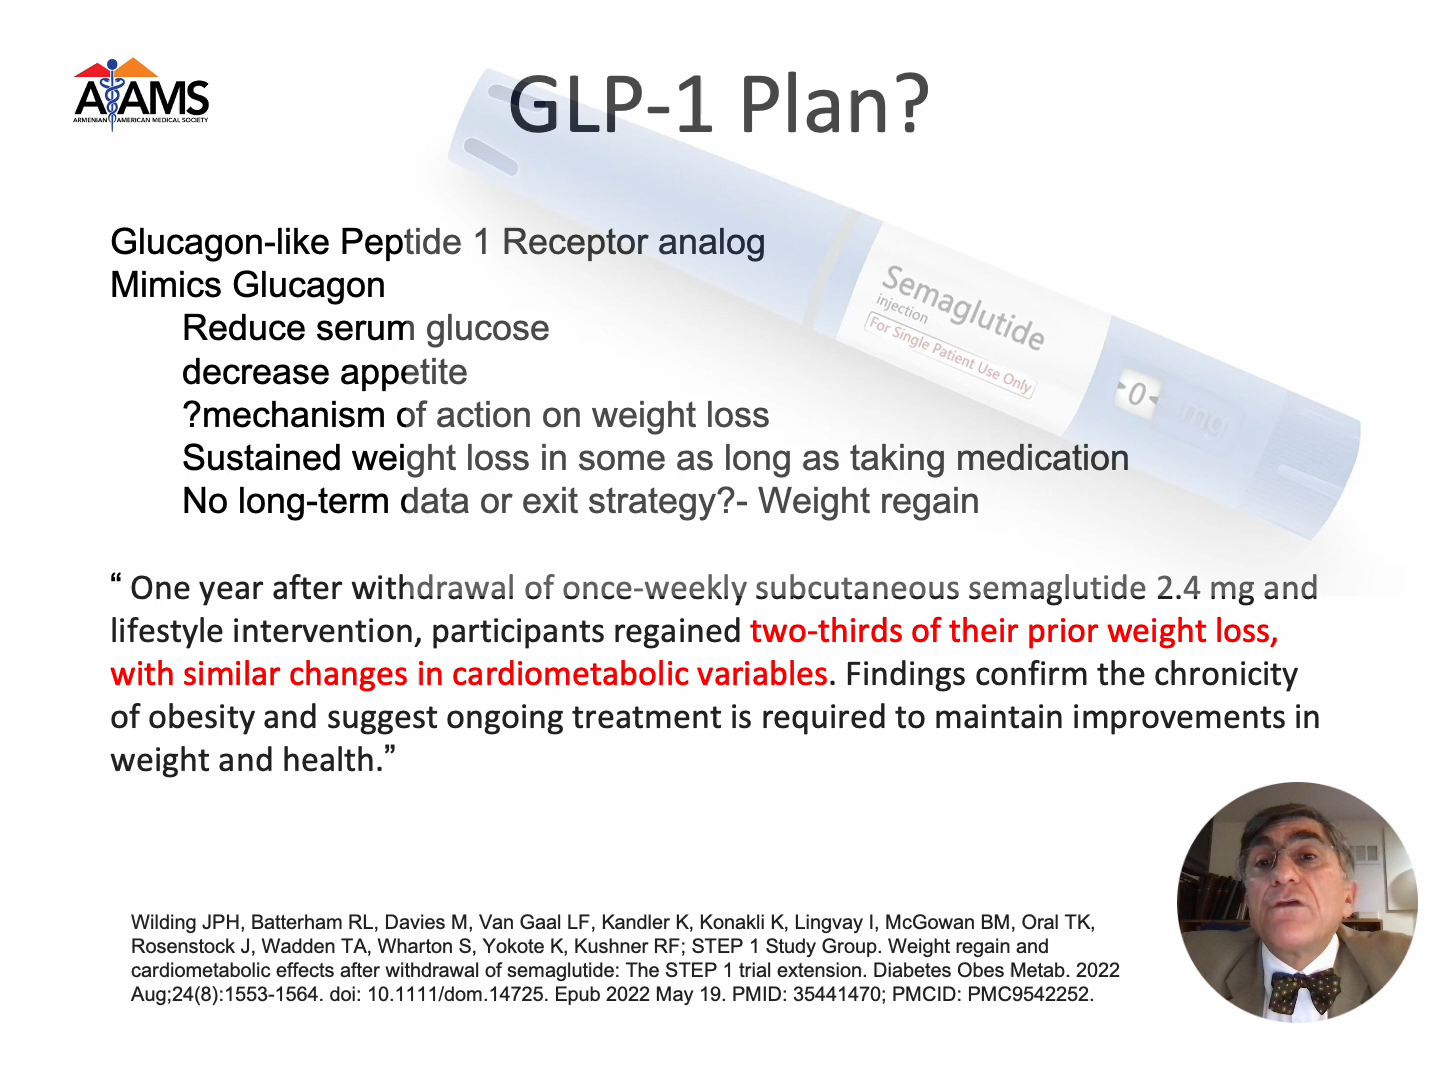 AAMS
ARMENIAN AMERICAN MEDICAL SOCIETY
GLP-1 Plan?
Glucagon-like Peptide 1 Receptor analog
Mimics Glucagon
Reduce serum glucose
decrease appetite
?mechanism of action on weight loss
Sustained weight loss in some as long as taking medication
No long-term data or exit strategy?- Weight regain
Semaglutide
injection
For Single Patient Use Only
0
“ One year after withdrawal of once-weekly subcutaneous semaglutide 2.4 mg and
lifestyle intervention, participants regained two-thirds of their prior weight loss,
with similar changes in cardiometabolic variables. Findings confirm the chronicity
of obesity and suggest ongoing treatment is required to maintain improvements in
weight and health.”
Wilding JPH, Batterham RL, Davies M, Van Gaal LF, Kandler K, Konakli K, Lingvay I, McGowan BM, Oral TK,
Rosenstock J, Wadden TA, Wharton S, Yokote K, Kushner RF; STEP 1 Study Group. Weight regain and
cardiometabolic effects after withdrawal of semaglutide: The STEP 1 trial extension. Diabetes Obes Metab. 2022
Aug;24(8):1553-1564. doi: 10.1111/dom.14725. Epub 2022 May 19. PMID: 35441470; PMCID: PMC9542252.